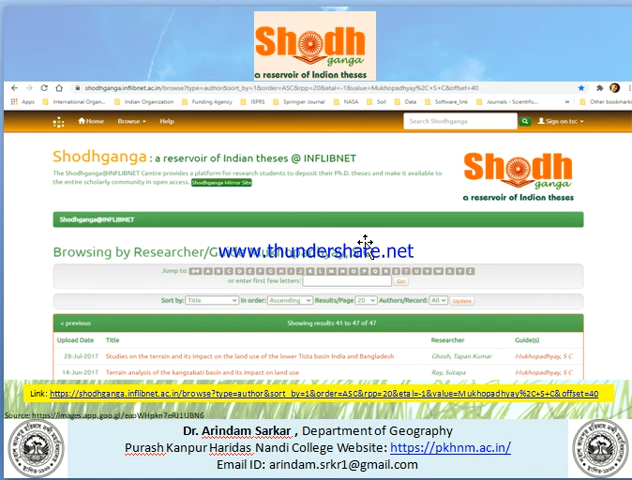 Shodh
ganga
a reservoir of Indian theses
shodhganga.inflibnet.ac.in/browse?type=author&sort_by=1&order=ASC&rpp=20&etal=-1&value=Mukhopadhyay%2C+S+C&offset=40
Apps International Organ... Indian Organization Funding Agency ISPRS Springer Journal NASA Soil Data Software_link Journals - Scientific... Other bookmarks
Home Browse Help Search Shodhganga Sign on to:
Shodhganga : a reservoir of Indian theses @ INFLIBNET
The Shodhganga@INFLIBNET Centre provides a platform for research students to deposit their Ph.D. theses and make it available to
the entire scholarly community in open access. Shodhganga Mirror Site
Shodh
ganga
a reservoir of Indian theses
Shodhganga@INFLIBNET
Browsing by Researcher/
www.thundershare.net
Jump to: 0-9 A B C D E F G H I J K L M N O P Q R S T U V W X Y Z
or enter first few letters: Go
Sort by: Title In order: Ascending Results/Page 20 Authors/Record: All Update
< previous Showing results 41 to 47 of 47
Upload Date Title Researcher Guide(s)
28-Jul-2017 Studies on the terrain and its impact on the land use of the lower Tista basin India and Bangladesh Ghosh, Tapan Kumar Mukhopadhyay, S C
14-Jun-2017 Terrain analysis of the kangsabati basin and its impact on land use Ray, Sutapa Mukhopadhyay, S C
Link: https://shodhganga.inflibnet.ac.in/browse?type=author&sort_by=1&order=ASC&rpp=20&etal=-1&value=Mukhopadhyay%2C+S+C&offset=40
Source: https://images.app.goo.gl/eaoWHpkn7eRJ1UBN6
Dr. Arindam Sarkar , Department of Geography
Purash Kanpur Haridas Nandi College Website: https://pkhnm.ac.in/
Email ID: arindam.srkr1@gmail.com